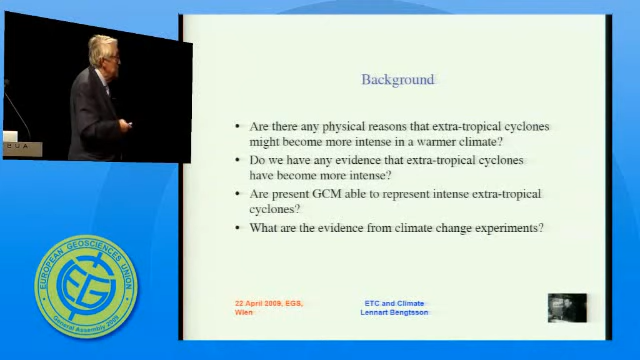 Background
• Are there any physical reasons that extra-tropical cyclones
might become more intense in a warmer climate?
• Do we have any evidence that extra-tropical cyclones
have become more intense?
• Are present GCM able to represent intense extra-tropical
cyclones?
• What are the evidence from climate change experiments?
22 April 2009, EGS,
Wien
ETC and Climate
Lennart Bengtsson
EUROPEAN GEOSCIENCES UNION
General Assembly 2009